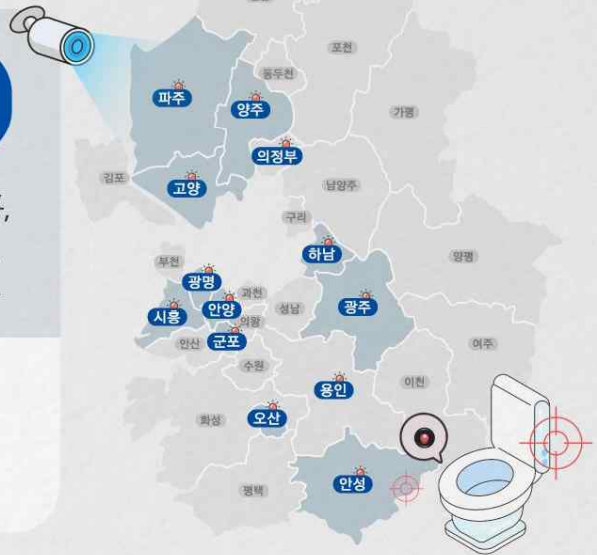 포천
동두천
파주
양주
가평
의정부
김포
고양
남양주
구리
하남
양평
부천
광명
과천
안양
성남
광주
시흥
의왕
군포
안산
수원
여주
용인
이천
화성
오산
평택
안성